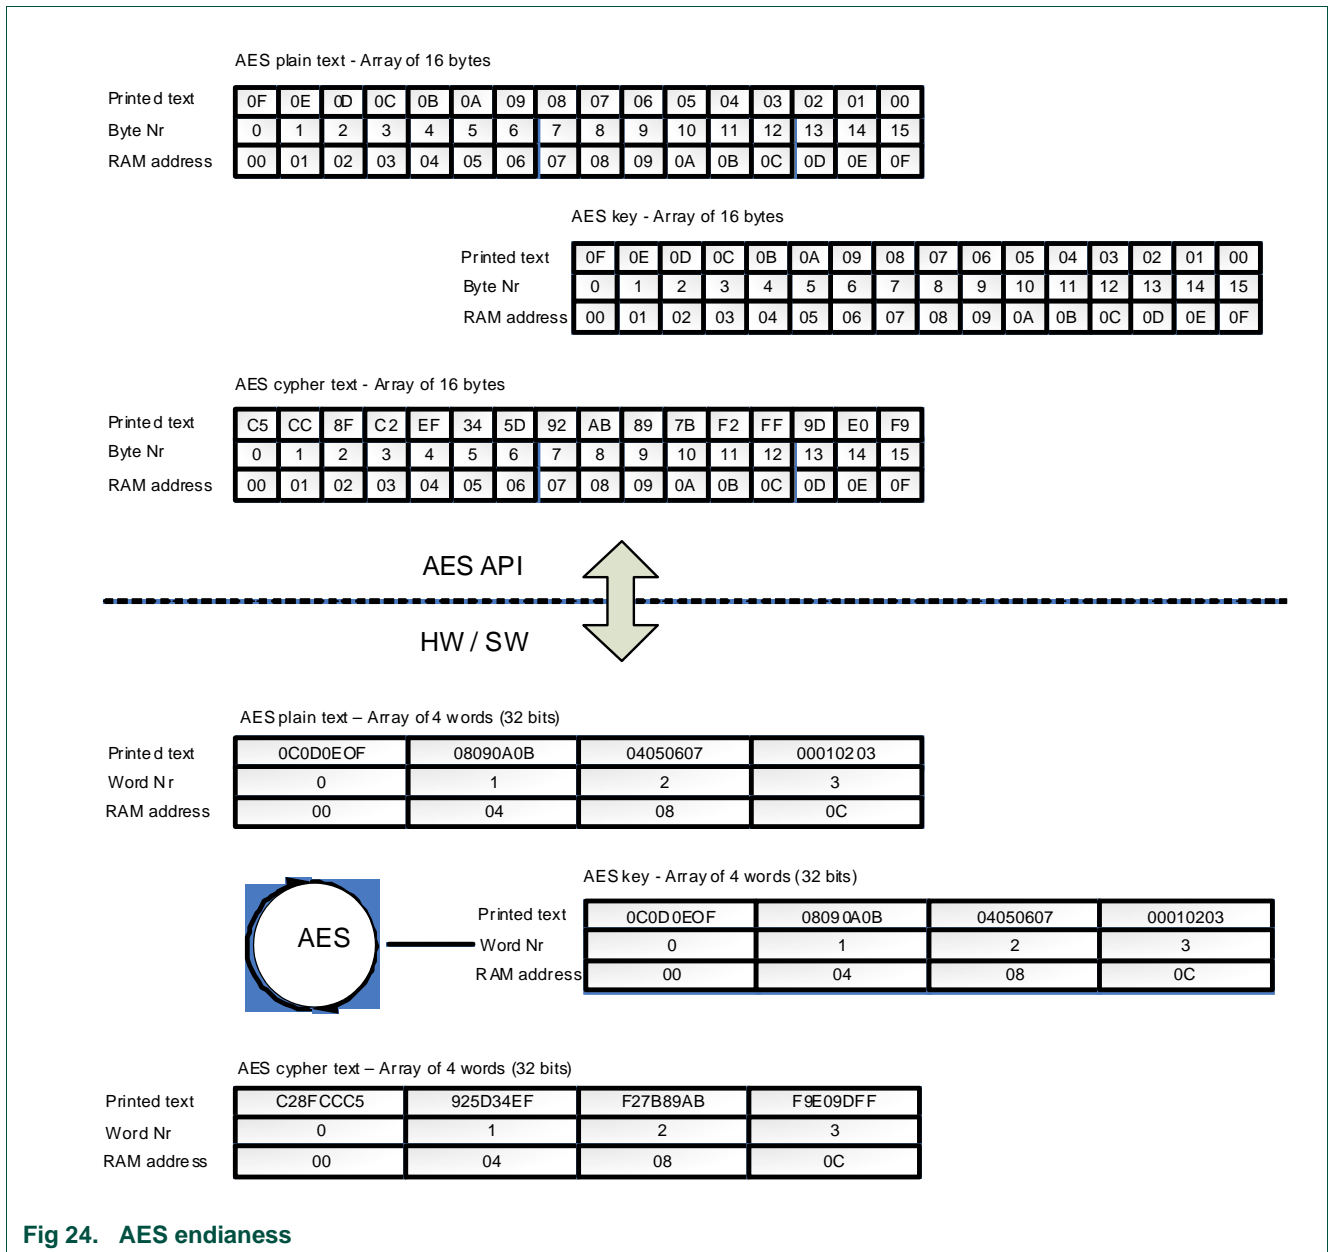 AES plain text - Array of 16 bytes
Printed text 0F 0E 0D 0C 0B 0A 09 08 07 06 05 04 03 02 01 00
Byte Nr 0 1 2 3 4 5 6 7 8 9 10 11 12 13 14 15
RAM address 00 01 02 03 04 05 06 07 08 09 0A 0B 0C 0D 0E 0F
AES key - Array of 16 bytes
Printed text 0F 0E 0D 0C 0B 0A 09 08 07 06 05 04 03 02 01 00
Byte Nr 0 1 2 3 4 5 6 7 8 9 10 11 12 13 14 15
RAM address 00 01 02 03 04 05 06 07 08 09 0A 0B 0C 0D 0E 0F
AES cypher text - Array of 16 bytes
Printed text C5 CC 8F C2 EF 34 5D 92 AB 89 7B F2 FF 9D E0 F9
Byte Nr 0 1 2 3 4 5 6 7 8 9 10 11 12 13 14 15
RAM address 00 01 02 03 04 05 06 07 08 09 0A 0B 0C 0D 0E 0F
AES API
HW / SW
AES plain text – Array of 4 words (32 bits)
Printed text 0C0D0EOF 08090A0B 04050607 00010203
Word Nr 0 1 2 3
RAM address 00 04 08 0C
AES key - Array of 4 words (32 bits)
Printed text 0C0D0EOF 08090A0B 04050607 00010203
AES
Word Nr 0 1 2 3
RAM address 00 04 08 0C
AES cypher text – Array of 4 words (32 bits)
Printed text C28FCCC5 925D34EF F27B89AB F9E09DFF
Word Nr 0 1 2 3
RAM address 00 04 08 0C
Fig 24. AES endianess